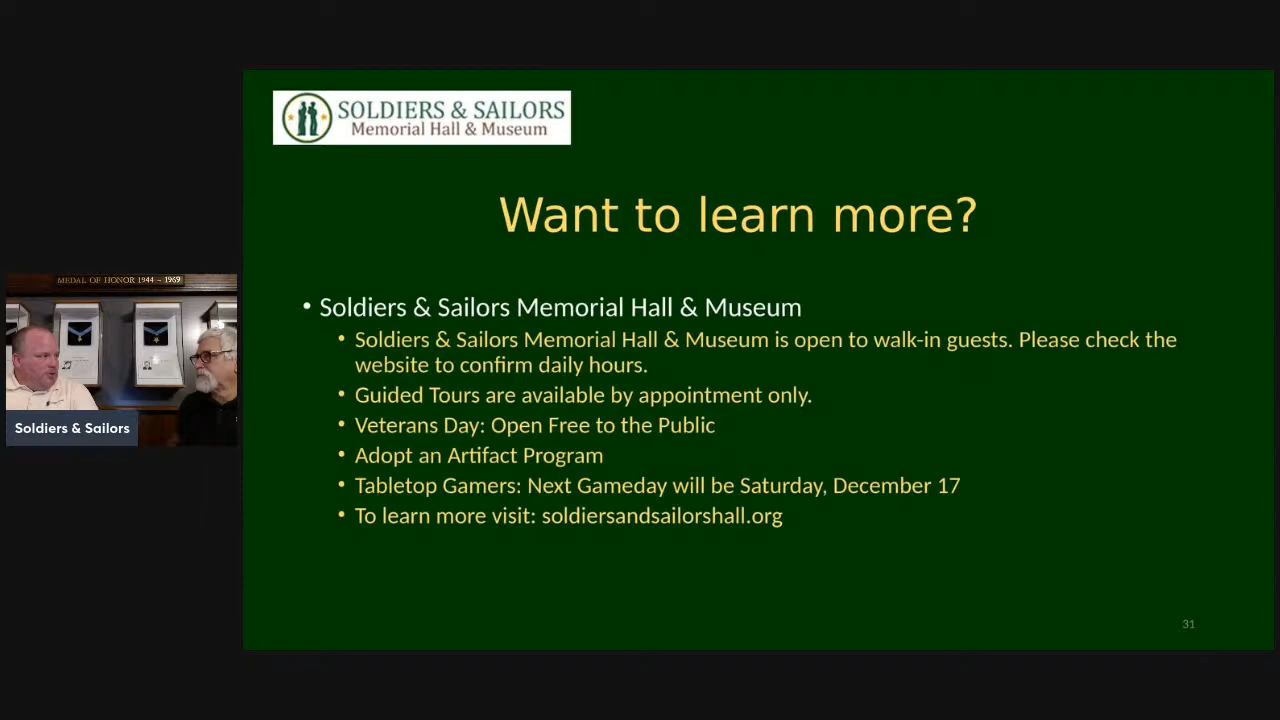 SOLDIERS & SAILORS
Memorial Hall & Museum
Want to learn more?
• Soldiers & Sailors Memorial Hall & Museum
• Soldiers & Sailors Memorial Hall & Museum is open to walk-in guests. Please check the
website to confirm daily hours.
• Guided Tours are available by appointment only.
• Veterans Day: Open Free to the Public
• Adopt an Artifact Program
• Tabletop Gamers: Next Gameday will be Saturday, December 17
• To learn more visit: soldiersandsailorshall.org
31
MEDAL OF HONOR 1944 – 1969
Soldiers & Sailors